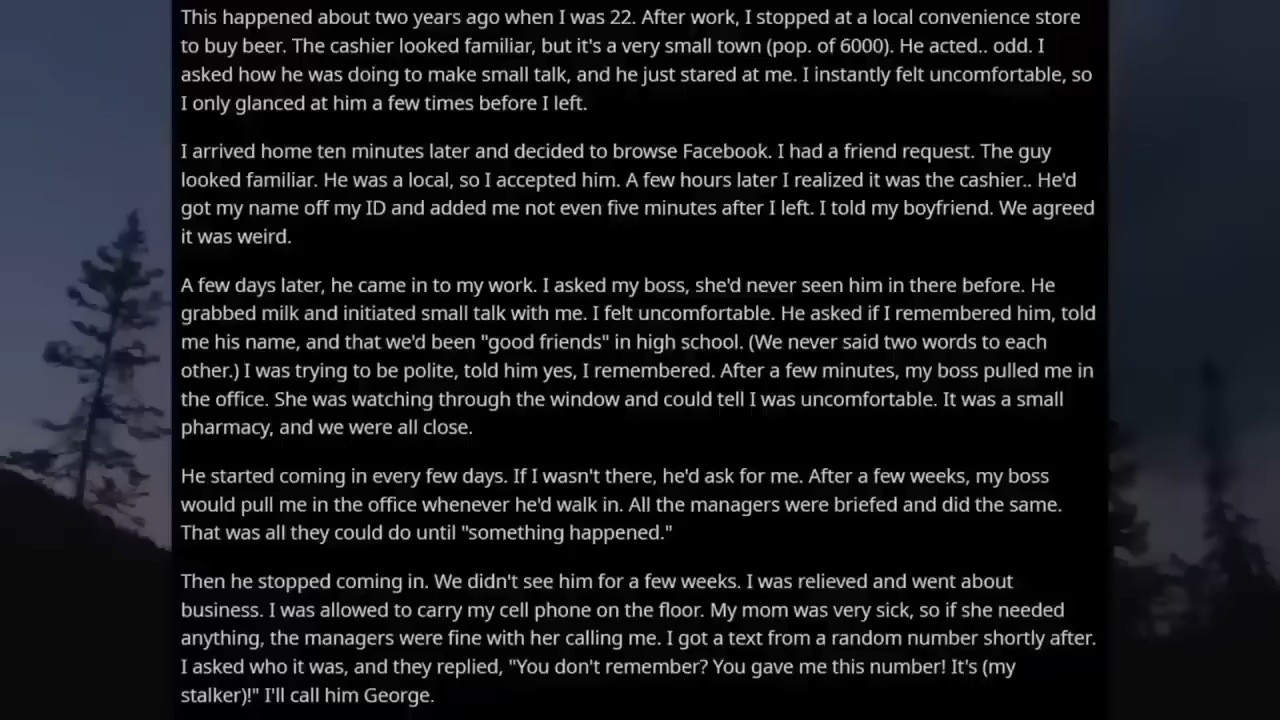 This happened about two years ago when I was 22. After work, I stopped at a local convenience store
to buy beer. The cashier looked familiar, but it's a very small town (pop. of 6000). He acted.. odd. I
asked how he was doing to make small talk, and he just stared at me. I instantly felt uncomfortable, so
I only glanced at him a few times before I left.
I arrived home ten minutes later and decided to browse Facebook. I had a friend request. The guy
looked familiar. He was a local, so I accepted him. A few hours later I realized it was the cashier.. He'd
got my name off my ID and added me not even five minutes after I left. I told my boyfriend. We agreed
it was weird.
A few days later, he came in to my work. I asked my boss, she'd never seen him in there before. He
grabbed milk and initiated small talk with me. I felt uncomfortable. He asked if I remembered him, told
me his name, and that we'd been "good friends" in high school. (We never said two words to each
other.) I was trying to be polite, told him yes, I remembered. After a few minutes, my boss pulled me in
the office. She was watching through the window and could tell I was uncomfortable. It was a small
pharmacy, and we were all close.
He started coming in every few days. If I wasn't there, he'd ask for me. After a few weeks, my boss
would pull me in the office whenever he'd walk in. All the managers were briefed and did the same.
That was all they could do until "something happened."
Then he stopped coming in. We didn't see him for a few weeks. I was relieved and went about
business. I was allowed to carry my cell phone on the floor. My mom was very sick, so if she needed
anything, the managers were fine with her calling me. I got a text from a random number shortly after.
I asked who it was, and they replied, "You don't remember? You gave me this number! It's (my
stalker)!" I'll call him George.